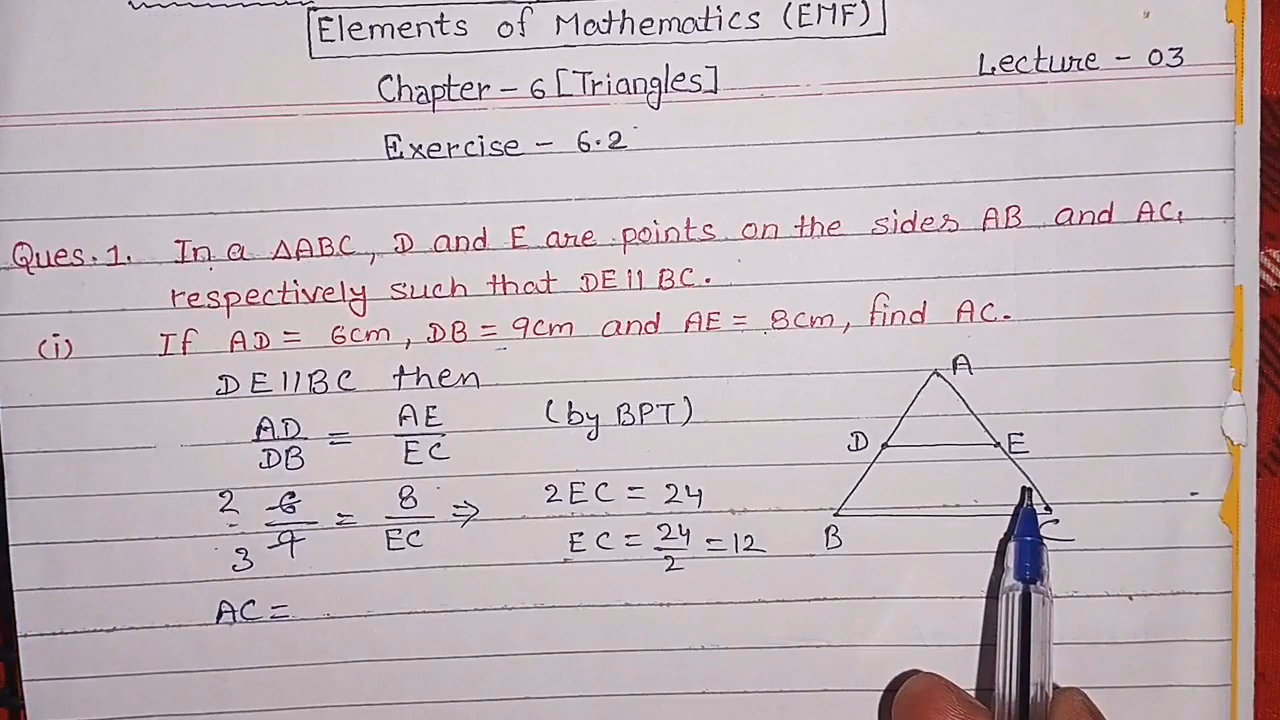 Elements of Mathematics (EMF)
Lecture - 03
Chapter - 6 [Triangles]
Exercise - 6.2
Ques. 1. In a ΔABC, D and E are points on the sides AB and AC,
respectively such that DE || BC.
(i) If AD = 6cm, DB = 9cm and AE = 8cm, find AC.
DE || BC then
AD/DB = AE/EC (by BPT)
2 6/3 9 = 8/EC ⇒ 2EC = 24
EC = 24/2 = 12
AC =
A
D E
B C